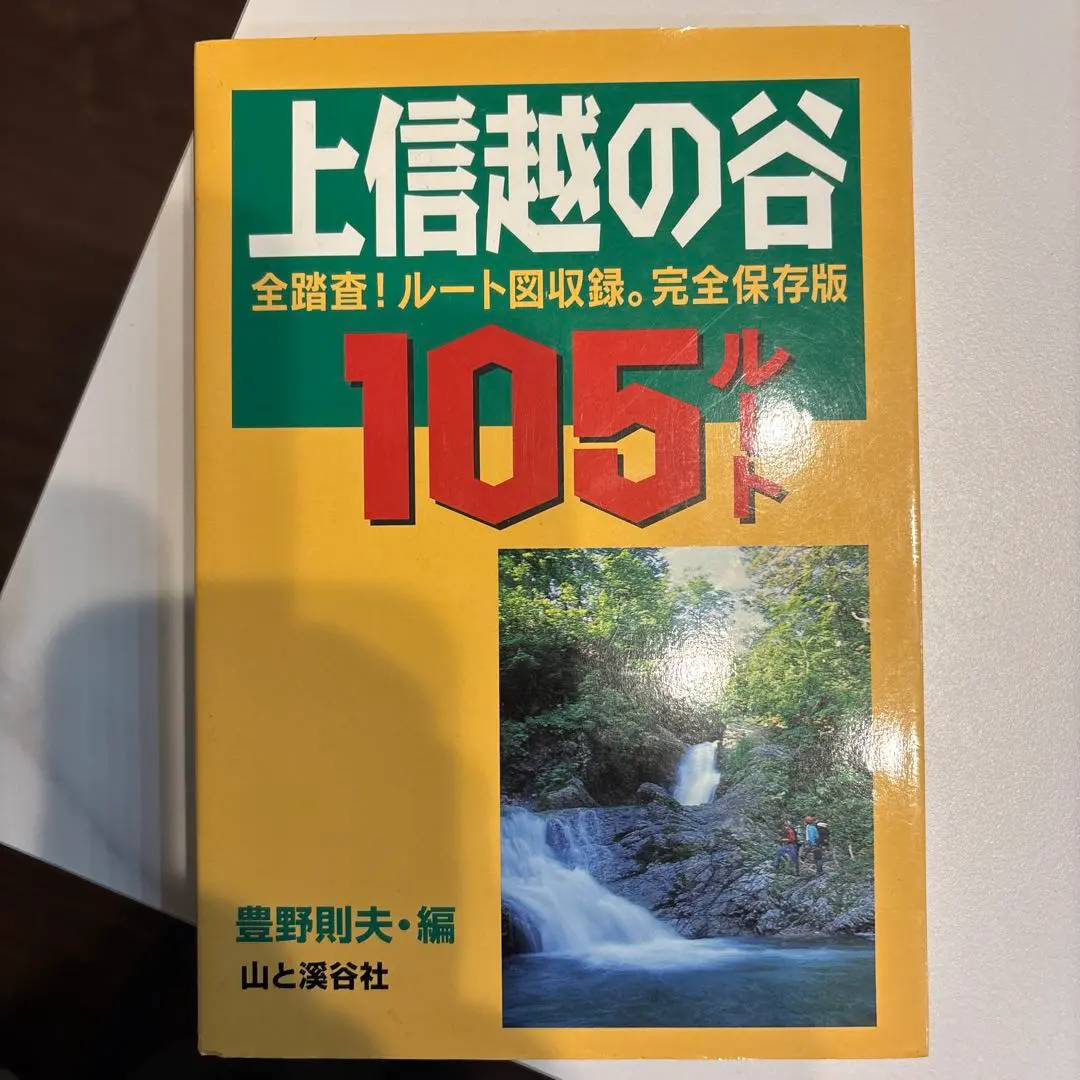 上信越の谷
全踏査!ルート図収録。完全保存版
105ルート
豊野則夫・編
山と溪谷社